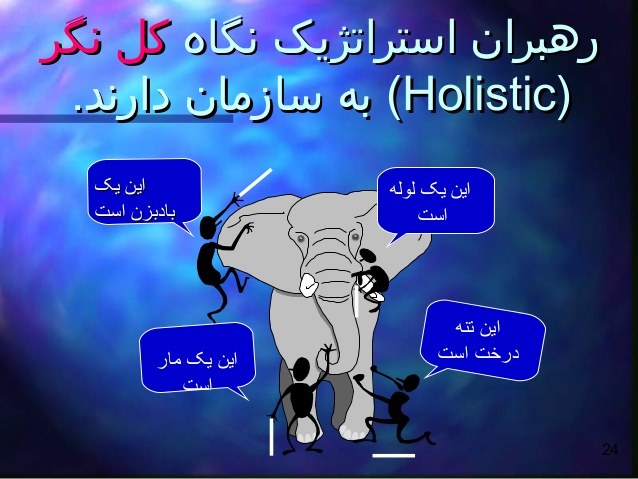 رهبران استراتژیک نگاه کل نگر
(Holistic) به سازمان دارند.
این یک لوله
است
این یک
بادبزن است
این تنه
درخت است
این یک مار
است
24